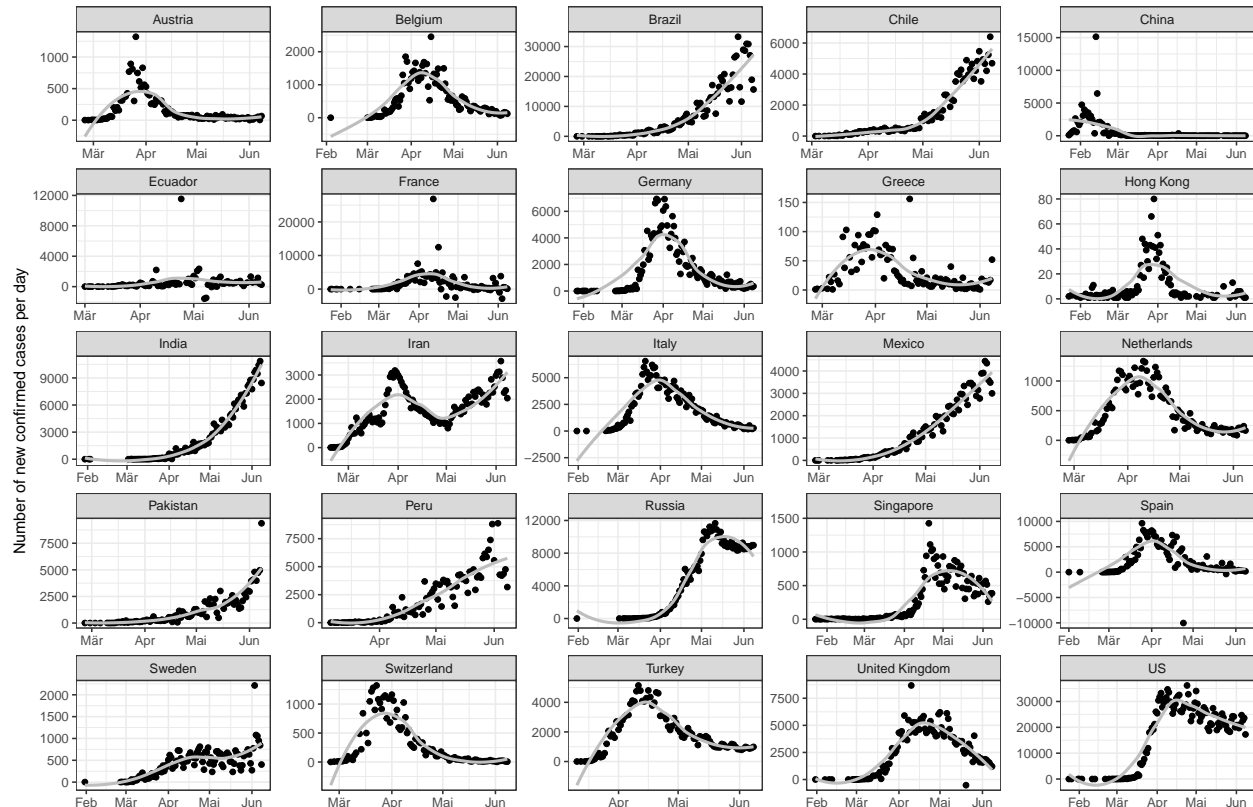 Number of new confirmed cases per day
Austria
1000
500
0
Mär Apr Mai Jun
Belgium
2000
1000
0
Feb Mär Apr Mai Jun
Brazil
30000
20000
10000
0
Mär Apr Mai Jun
Chile
6000
4000
2000
0
Mär Apr Mai Jun
China
15000
10000
5000
0
Feb Mär Apr Mai Jun
Ecuador
12000
9000
6000
3000
0
Mär Apr Mai Jun
France
20000
10000
0
Feb Mär Apr Mai Jun
Germany
6000
4000
2000
0
Feb Mär Apr Mai Jun
Greece
150
100
50
0
Mär Apr Mai Jun
Hong Kong
80
60
40
20
0
Feb Mär Apr Mai Jun
India
9000
6000
3000
0
Feb Mär Apr Mai Jun
Iran
3000
2000
1000
0
Mär Apr Mai Jun
Italy
5000
2500
0
−2500
Feb Mär Apr Mai Jun
Mexico
4000
3000
2000
1000
0
Mär Apr Mai Jun
Netherlands
1000
500
0
Mär Apr Mai Jun
Pakistan
7500
5000
2500
0
Mär Apr Mai Jun
Peru
7500
5000
2500
0
Apr Mai Jun
Russia
12000
8000
4000
0
Feb Mär Apr Mai Jun
Singapore
1500
1000
500
0
Feb Mär Apr Mai Jun
Spain
10000
5000
0
−5000
−10000
Feb Mär Apr Mai Jun
Sweden
2000
1500
1000
500
0
Feb Mär Apr Mai Jun
Switzerland
1000
500
0
Mär Apr Mai Jun
Turkey
4000
2000
0
Apr Mai Jun
United Kingdom
7500
5000
2500
0
Feb Mär Apr Mai Jun
US
30000
20000
10000
0
Feb Mär Apr Mai Jun